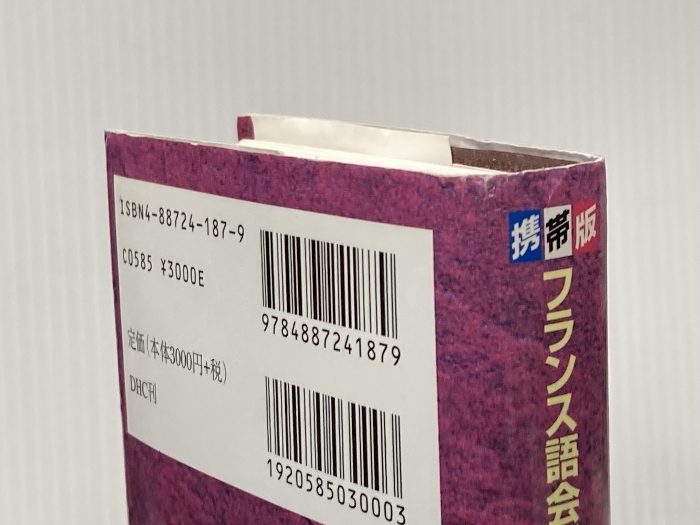 ISBN4-88724-187-9
C0585 ¥3000E
定価(本体3000円+税)
DHC刊
9784887241879
1920585030003
携帯版
フランス語会